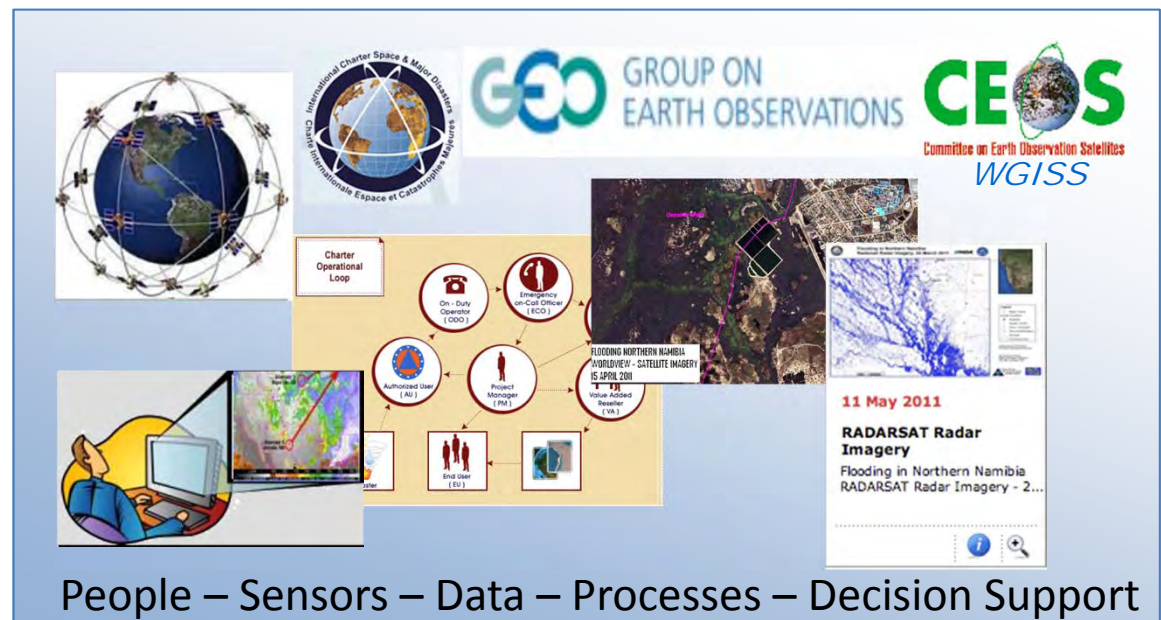 International Charter Space & Major Disasters
Charte Internationale Espace et Catastrophes Majeures
GEO
GROUP ON
EARTH OBSERVATIONS
CEOS
Committee on Earth Observation Satellites
WGISS
Charter
Operational
Loop
On - Duty
Operator
( ODO )
Emergency
on-Call Officer
( ECO )
Authorized User
( AU )
Project
Manager
( PM )
Value Added
Reseller
( VA )
End User
( EU )
FLOODING NORTHERN NAMIBIA
WORLDVIEW - SATELLITE IMAGERY
15 APRIL 2011
Flooding in Northern Namibia
11 May 2011
RADARSAT Radar
Imagery
Flooding in Northern Namibia
RADARSAT Radar Imagery - 2...
People – Sensors – Data – Processes – Decision Support